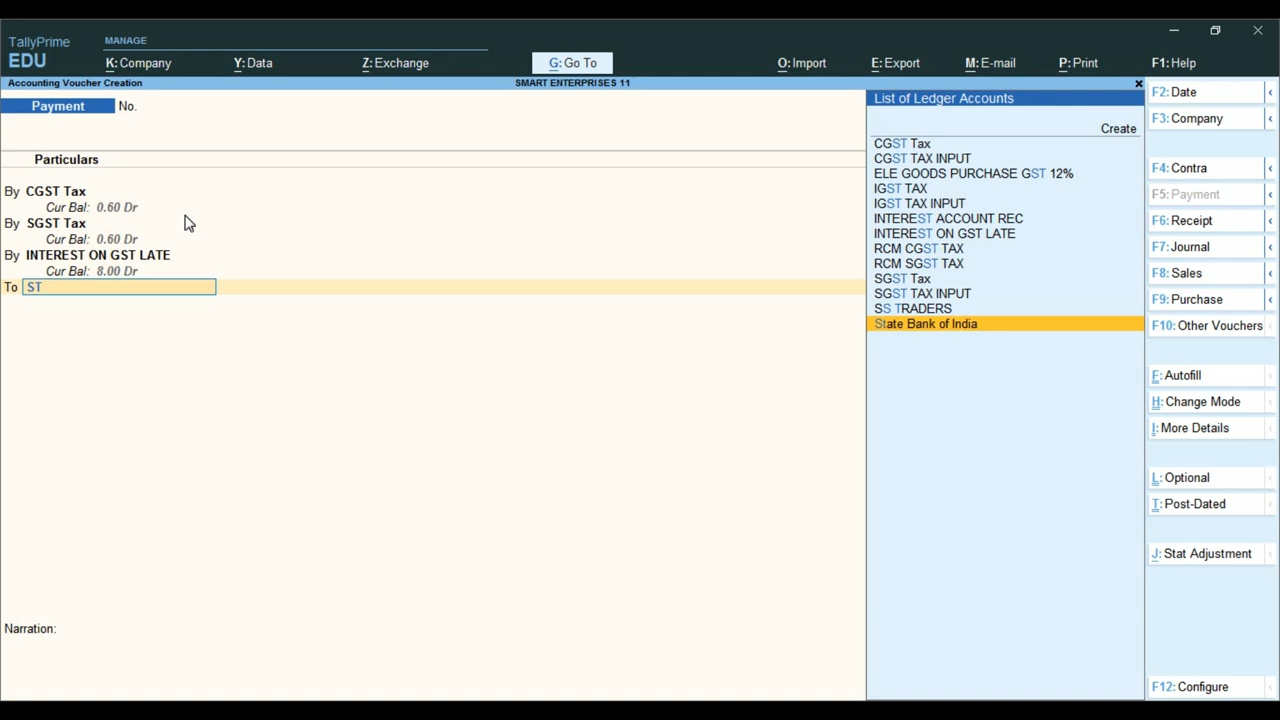 TallyPrime
EDU
MANAGE
K: Company
Y: Data
Z: Exchange
G: Go To
O: Import
E: Export
M: E-mail
P: Print
F1: Help
Accounting Voucher Creation
SMART ENTERPRISES 11
Payment No.
Particulars
By CGST Tax
Cur Bal: 0.60 Dr
By SGST Tax
Cur Bal: 0.60 Dr
By INTEREST ON GST LATE
Cur Bal: 8.00 Dr
To ST
Narration:
List of Ledger Accounts
Create
CGST Tax
CGST TAX INPUT
ELE GOODS PURCHASE GST 12%
IGST TAX
IGST TAX INPUT
INTEREST ACCOUNT REC
INTEREST ON GST LATE
RCM CGST TAX
RCM SGST TAX
SGST Tax
SGST TAX INPUT
SS TRADERS
State Bank of India
F2: Date
F3: Company
F4: Contra
F5: Payment
F6: Receipt
F7: Journal
F8: Sales
F9: Purchase
F10: Other Vouchers
F: Autofill
H: Change Mode
I: More Details
L: Optional
T: Post-Dated
J: Stat Adjustment
F12: Configure